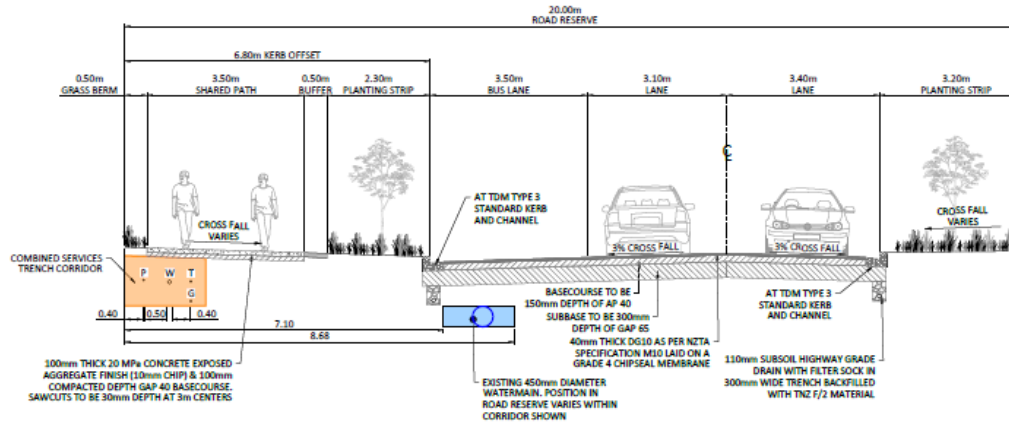 20.00m
ROAD RESERVE
6.80m KERB OFFSET
0.50m
GRASS BERM
3.50m
SHARED PATH
0.50m
BUFFER
2.30m
PLANTING STRIP
3.50m
BUS LANE
3.10m
LANE
3.40m
LANE
3.20m
PLANTING STRIP
℄
CROSS FALL
VARIES
AT TDM TYPE 3
STANDARD KERB
AND CHANNEL
3% CROSS FALL
3% CROSS FALL
CROSS FALL
VARIES
COMBINED SERVICES
TRENCH CORRIDOR
P
W
T
G
0.40
0.50
0.40
7.10
8.68
BASECOURSE TO BE
150mm DEPTH OF AP 40
SUBBASE TO BE 300mm
DEPTH OF GAP 65
40mm THICK DG10 AS PER NZTA
SPECIFICATION M10 LAID ON A
GRADE 4 CHIPSEAL MEMBRANE
AT TDM TYPE 3
STANDARD KERB
AND CHANNEL
100mm THICK 20 MPa CONCRETE EXPOSED
AGGREGATE FINISH (10mm CHIP) & 100mm
COMPACTED DEPTH GAP 40 BASECOURSE.
SAWCUTS TO BE 30mm DEPTH AT 3m CENTERS
EXISTING 450mm DIAMETER
WATERMAIN. POSITION IN
ROAD RESERVE VARIES WITHIN
CORRIDOR SHOWN
110mm SUBSOIL HIGHWAY GRADE
DRAIN WITH FILTER SOCK IN
300mm WIDE TRENCH BACKFILLED
WITH TNZ F/2 MATERIAL